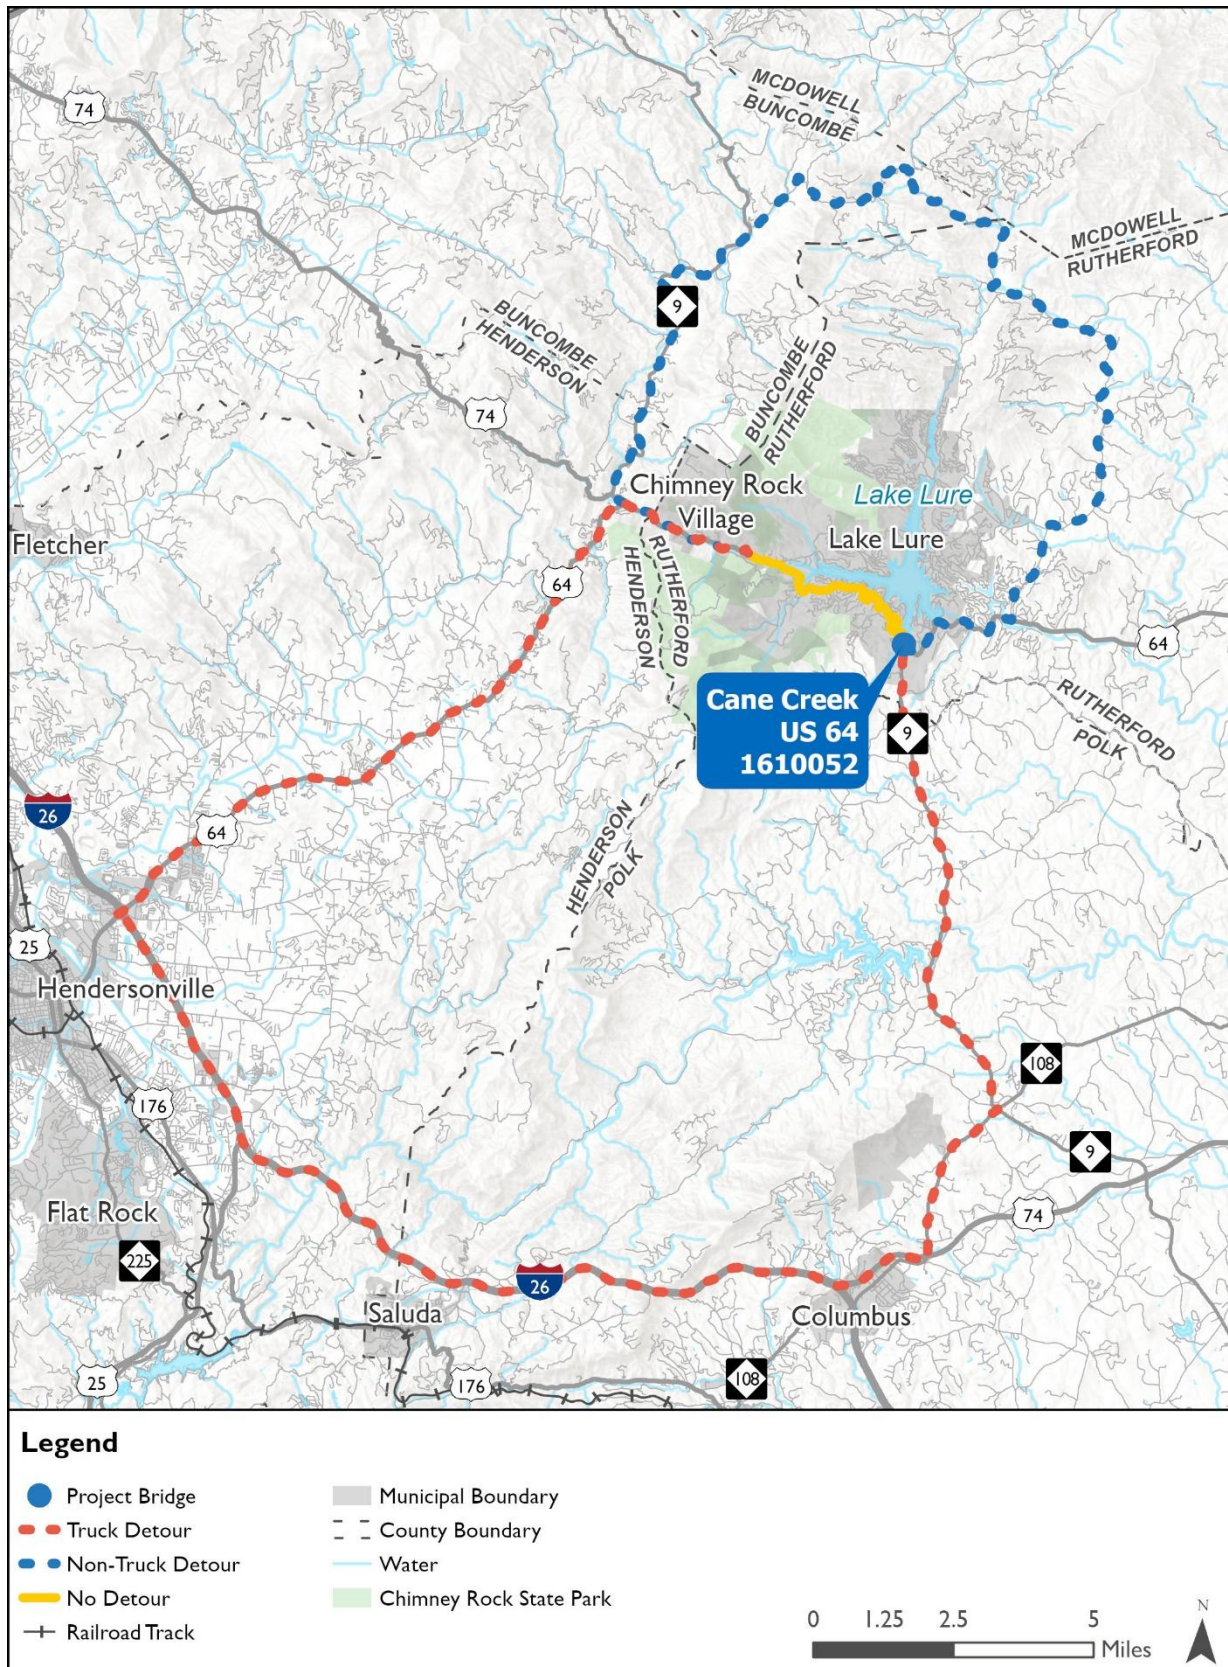 74
MCDOWELL
BUNCOMBE
MCDOWELL
RUTHERFORD
9
BUNCOMBE
HENDERSON
BUNCOMBE
RUTHERFORD
74
Chimney Rock
Village
Lake Lure
Lake Lure
Fletcher
64
RUTHERFORD
HENDERSON
64
Cane Creek
US 64
1610052
9
RUTHERFORD
POLK
26
64
HENDERSON
POLK
25
Hendersonville
108
176
9
Flat Rock
74
225
26
Saluda
Columbus
25
176
108
Legend
Project Bridge
Truck Detour
Non-Truck Detour
No Detour
Railroad Track
Municipal Boundary
County Boundary
Water
Chimney Rock State Park
0 1.25 2.5 5
Miles
N